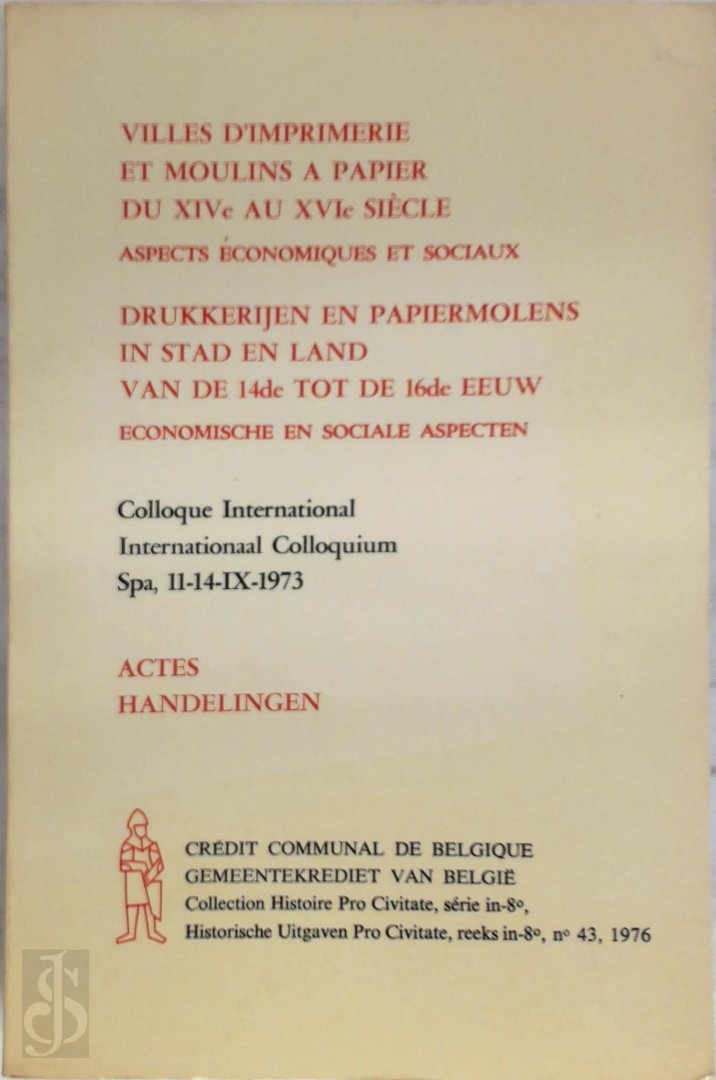 VILLES D'IMPRIMERIE
ET MOULINS A PAPIER
DU XIVe AU XVIe SIÈCLE
ASPECTS ÉCONOMIQUES ET SOCIAUX
DRUKKERIJEN EN PAPIERMOLENS
IN STAD EN LAND
VAN DE 14de TOT DE 16de EEUW
ECONOMISCHE EN SOCIALE ASPECTEN
Colloque International
Internationaal Colloquium
Spa, 11-14-IX-1973
ACTES
HANDELINGEN
CRÉDIT COMMUNAL DE BELGIQUE
GEMEENTEKREDIET VAN BELGIË
Collection Histoire Pro Civitate, série in-8º,
Historische Uitgaven Pro Civitate, reeks in-8º, nº 43, 1976